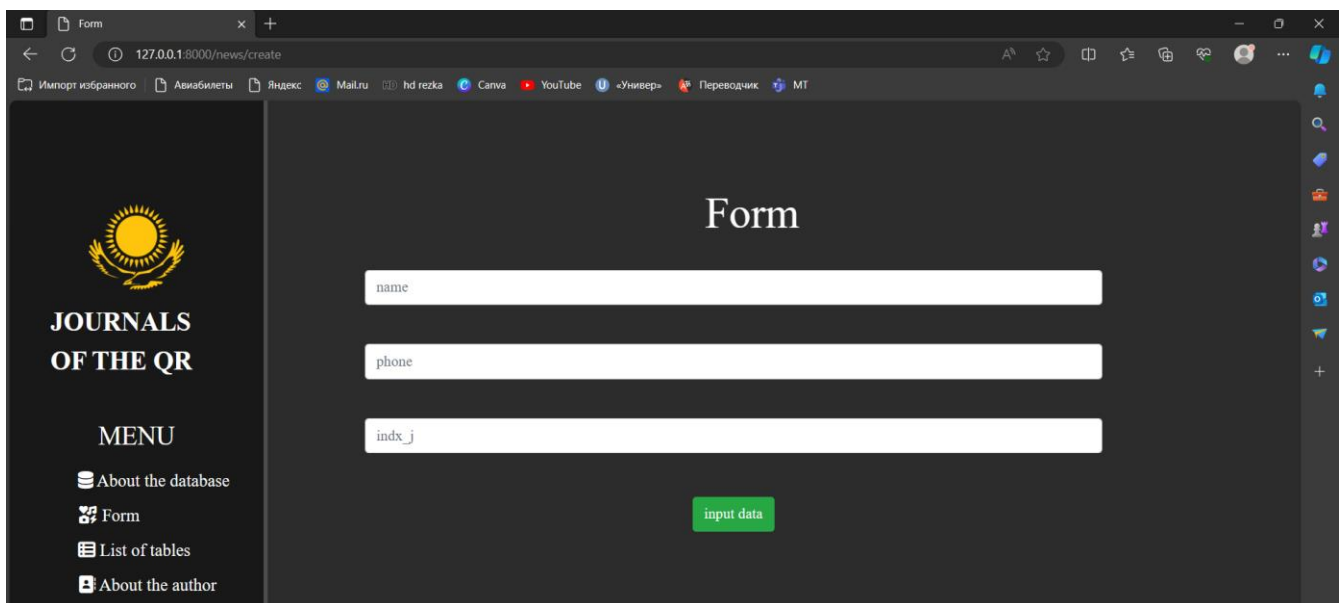 Form
127.0.0.1:8000/news/create
Импорт избранного Авиабилеты Яндекс Mail.ru hd rezka Canva YouTube «Универ» Переводчик МТ
Form
name
phone
indx_j
input data
JOURNALS
OF THE QR
MENU
About the database
Form
List of tables
About the author